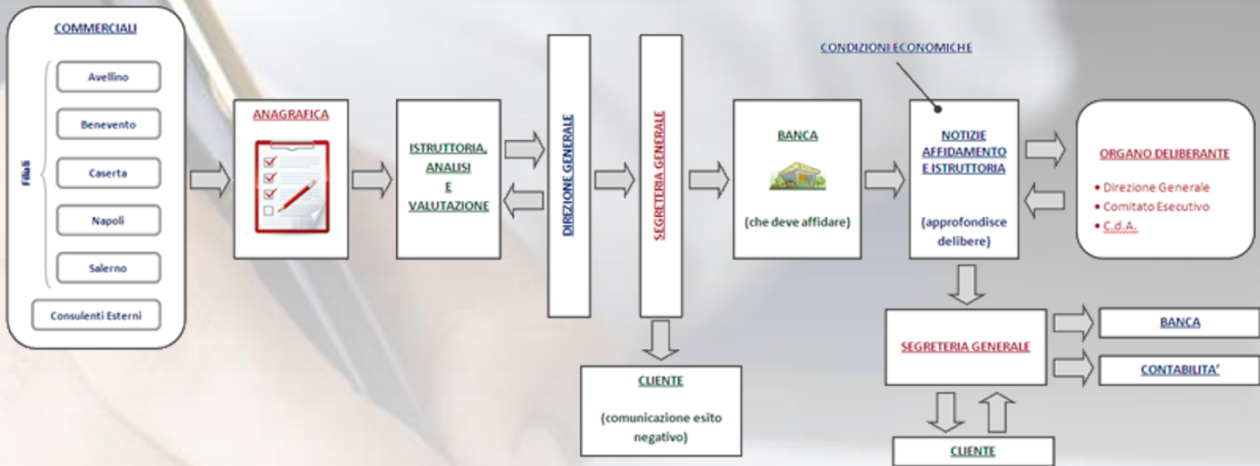 COMMERCIALI
Filiali
Avellino
Benevento
Caserta
Napoli
Salerno
Consulenti Esterni
ANAGRAFICA
ISTRUTTORIA,
ANALISI
E
VALUTAZIONE
DIREZIONE GENERALE
SEGRETERIA GENERALE
CLIENTE
(comunicazione esito
negativo)
BANCA
(che deve affidare)
CONDIZIONI ECONOMICHE
NOTIZIE
AFFIDAMENTO
E ISTRUTTORIA
(approfondisce
delibere)
ORGANO DELIBERANTE
• Direzione Generale
• Comitato Esecutivo
• C.d.A.
SEGRETERIA GENERALE
BANCA
CONTABILITA'
CLIENTE